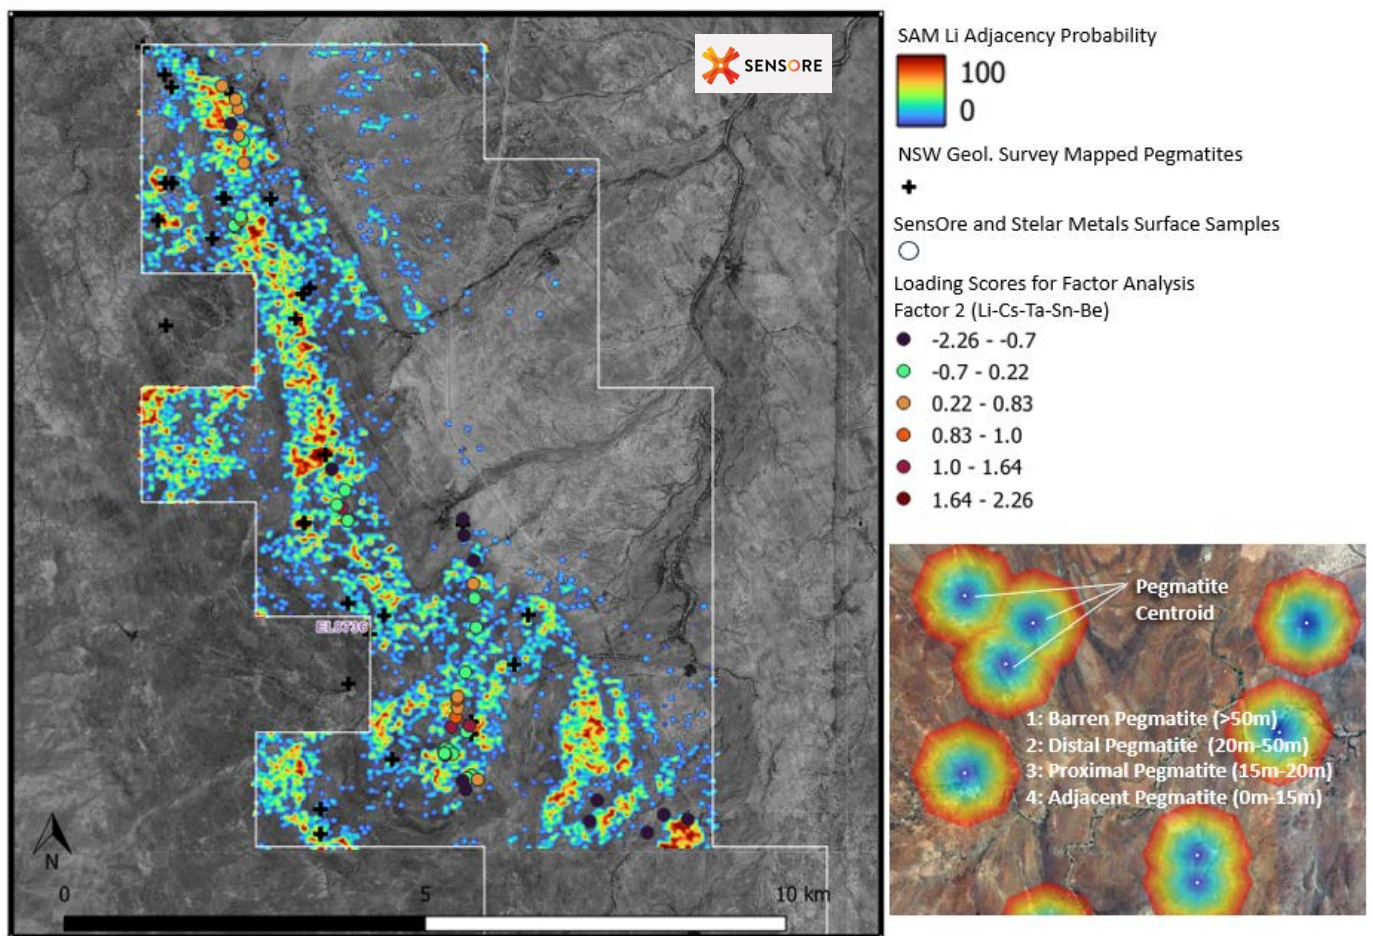 SENSORE
EL8736
N
0
5
10 km
SAM Li Adjacency Probability
100
0
NSW Geol. Survey Mapped Pegmatites
SensOre and Stelar Metals Surface Samples
Loading Scores for Factor Analysis
Factor 2 (Li-Cs-Ta-Sn-Be)
-2.26 - -0.7
-0.7 - 0.22
0.22 - 0.83
0.83 - 1.0
1.0 - 1.64
1.64 - 2.26
Pegmatite
Centroid
1: Barren Pegmatite (>50m)
2: Distal Pegmatite (20m-50m)
3: Proximal Pegmatite (15m-20m)
4: Adjacent Pegmatite (0m-15m)